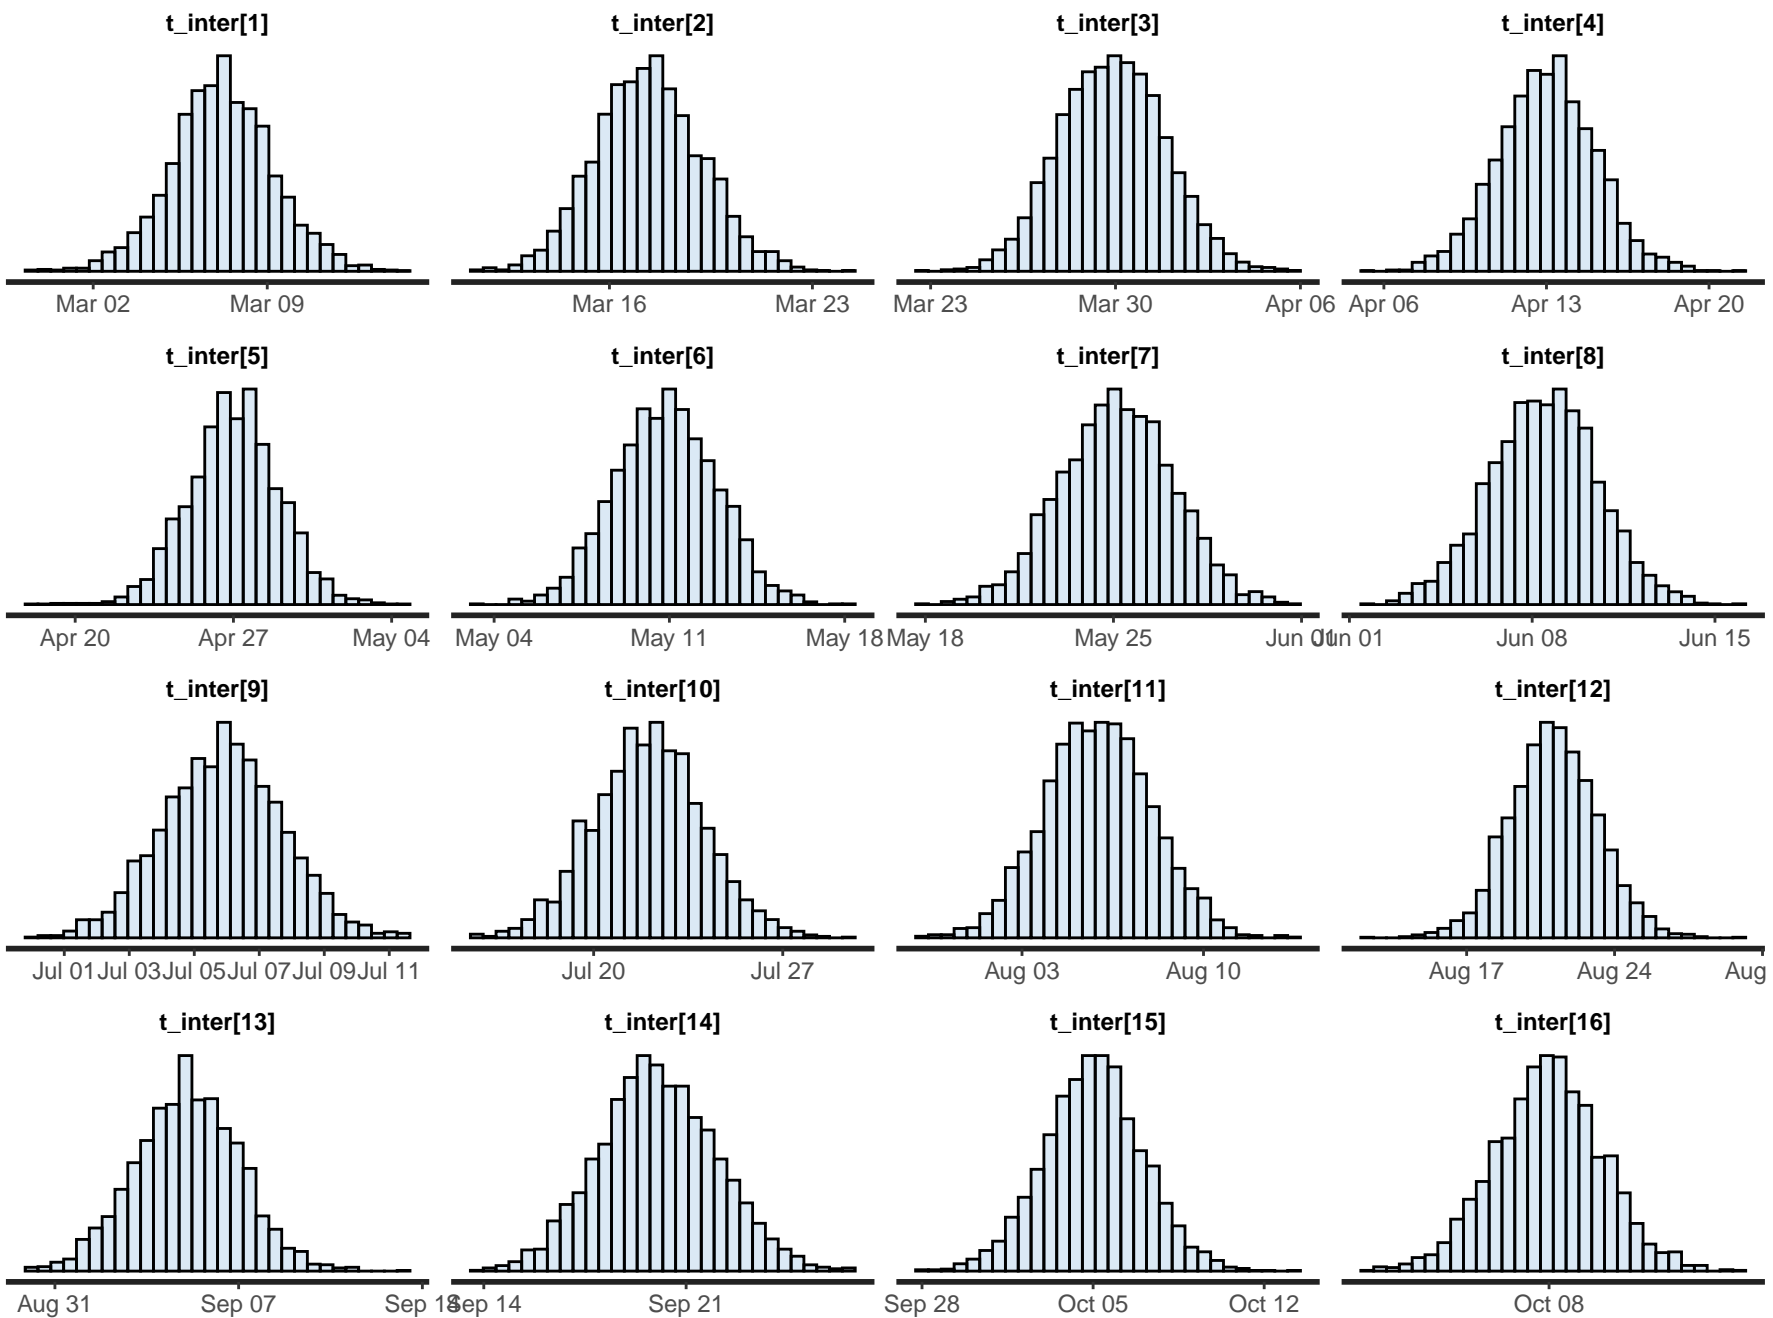 t_inter[1] t_inter[2] t_inter[3] t_inter[4]
Mar 02 Mar 09 Mar 16 Mar 23 Mar 23 Mar 30 Apr 06 Apr 06 Apr 13 Apr 20
t_inter[5] t_inter[6] t_inter[7] t_inter[8]
Apr 20 Apr 27 May 04 May 04 May 11 May 18 May 18 May 25 Jun 01 Jun 01 Jun 08 Jun 15
t_inter[9] t_inter[10] t_inter[11] t_inter[12]
Jul 01 Jul 03 Jul 05 Jul 07 Jul 09 Jul 11 Jul 20 Jul 27 Aug 03 Aug 10 Aug 17 Aug 24 Aug
t_inter[13] t_inter[14] t_inter[15] t_inter[16]
Aug 31 Sep 07 Sep 14 Sep 14 Sep 21 Sep 28 Oct 05 Oct 12 Oct 08